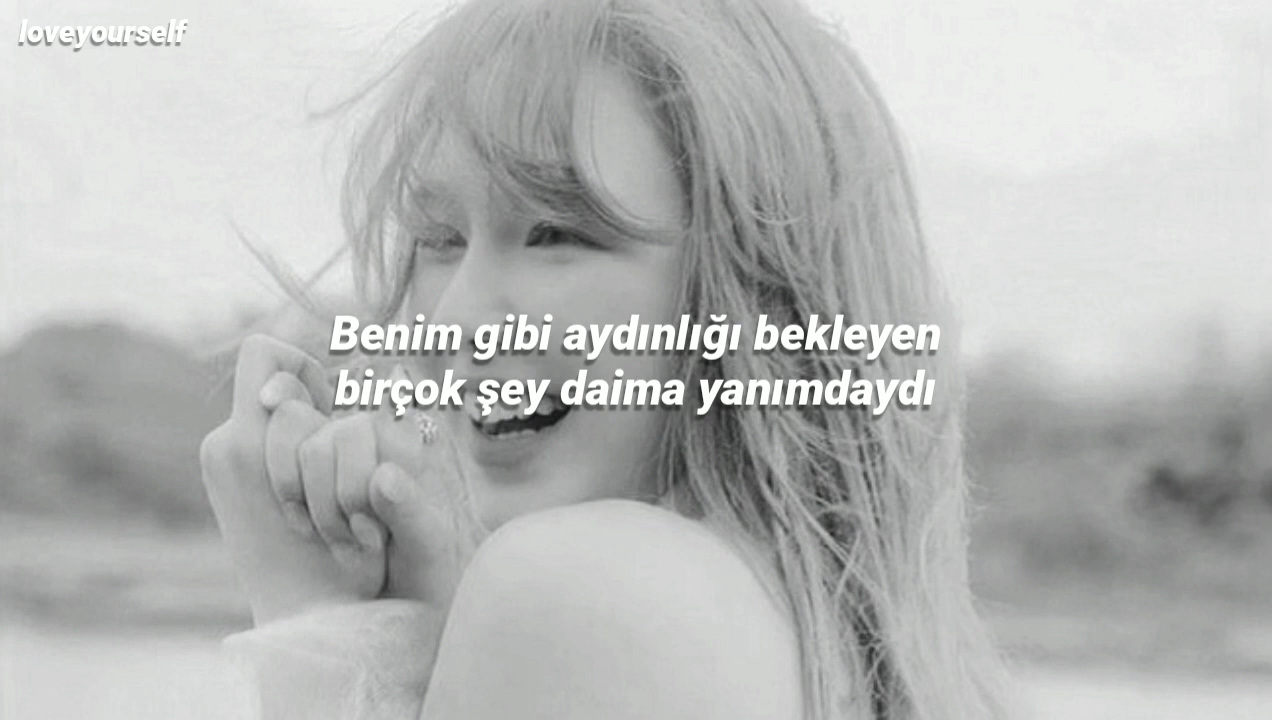 loveyourself
Benim gibi aydınlığı bekleyen
birçok şey daima yanımdaydı